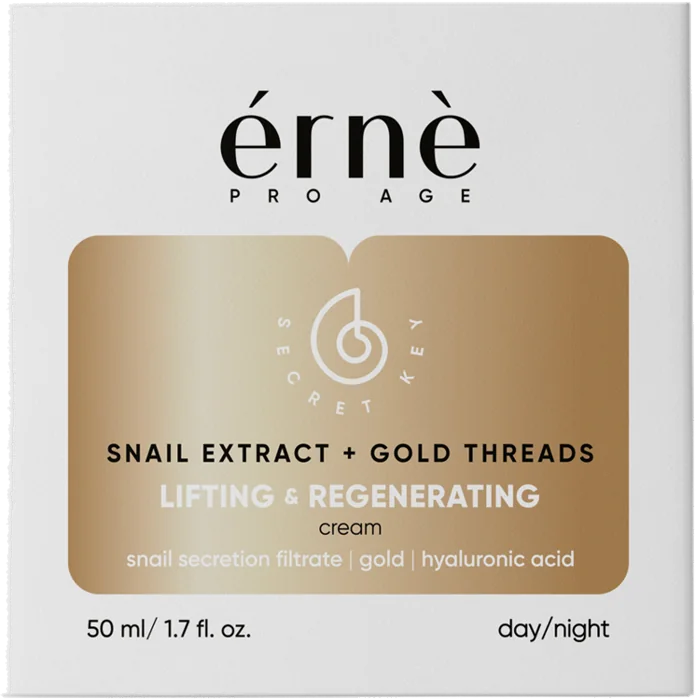 érnè
PRO AGE
SECRET KEY
SNAIL EXTRACT + GOLD THREADS
LIFTING & REGENERATING
cream
snail secretion filtrate | gold | hyaluronic acid
50 ml/ 1.7 fl. oz.
day/night